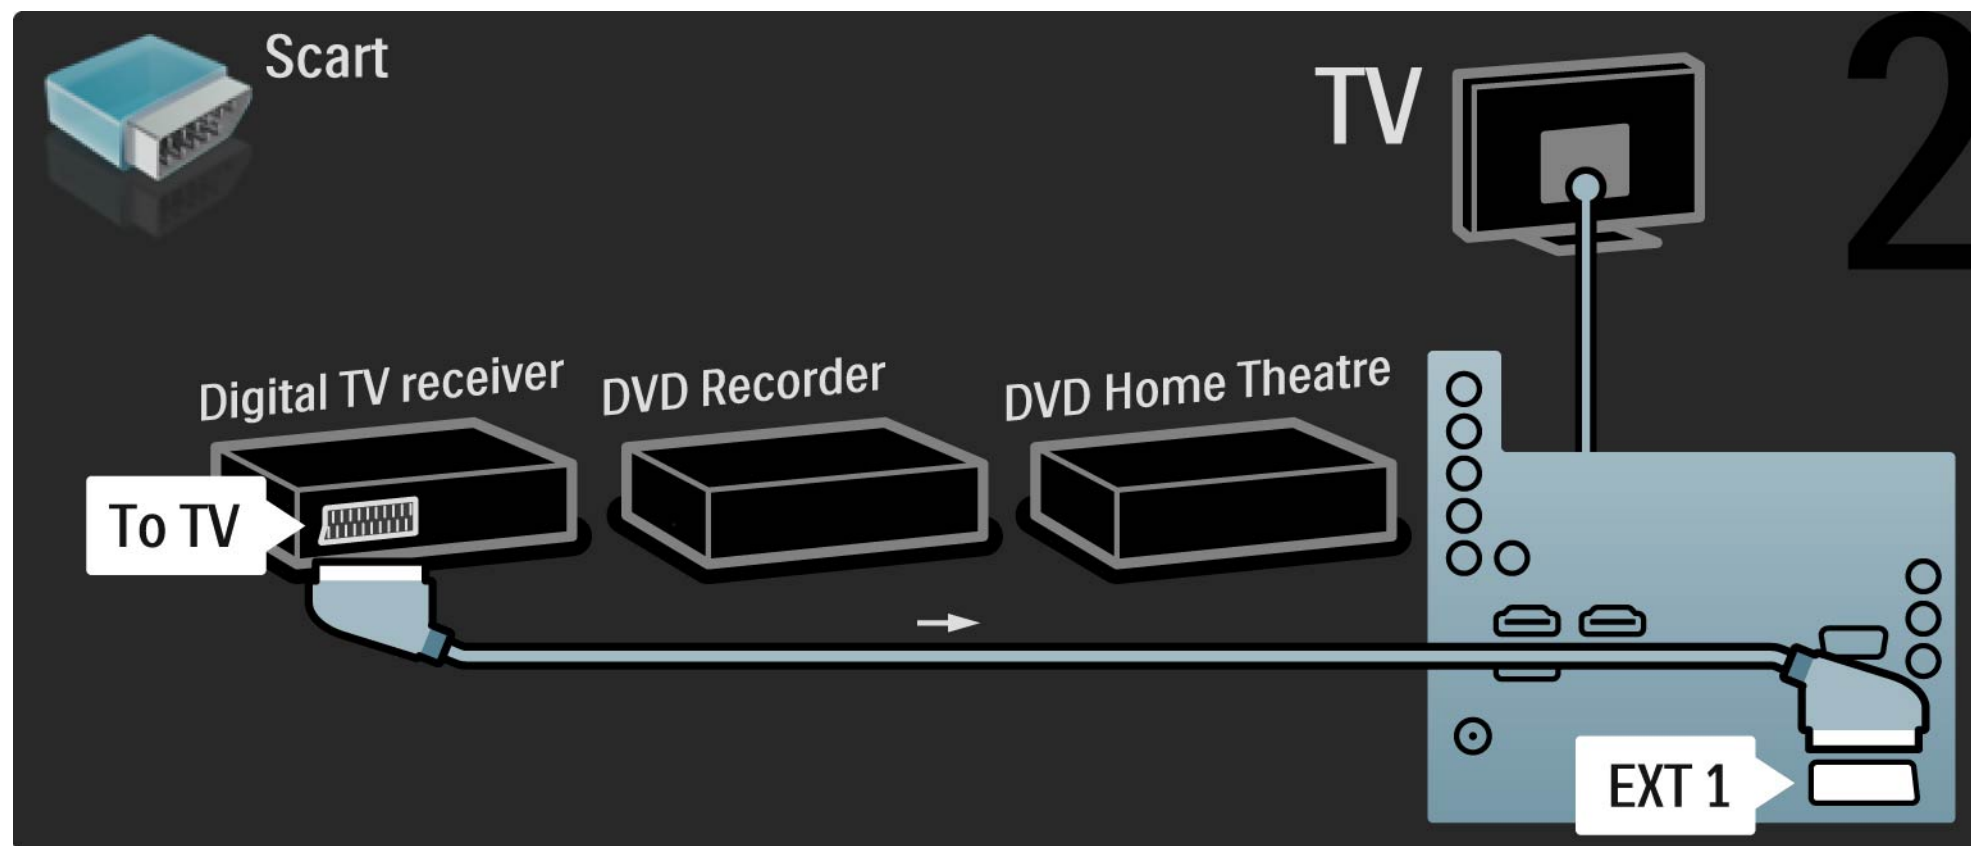 Scart
TV
2
Digital TV receiver
DVD Recorder
DVD Home Theatre
To TV
EXT 1